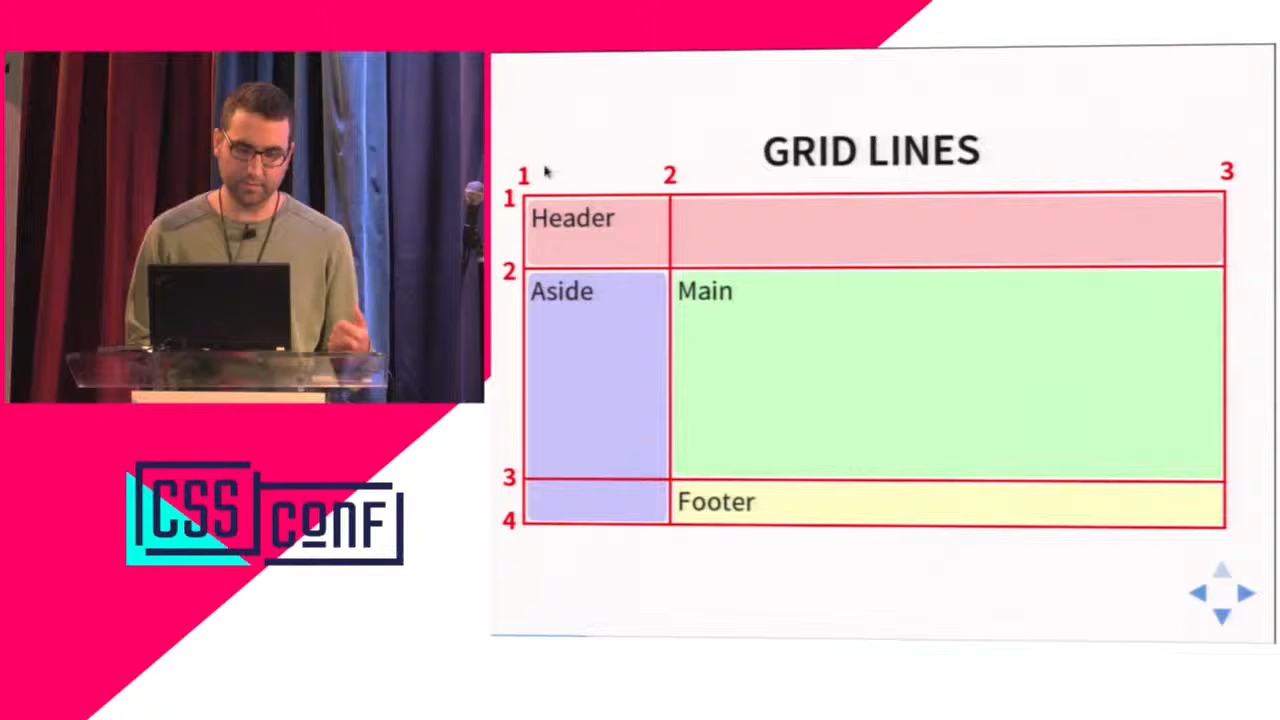 GRID LINES
1 2 3
1
Header
2
Aside Main
3
Footer
4
CSS
CONF